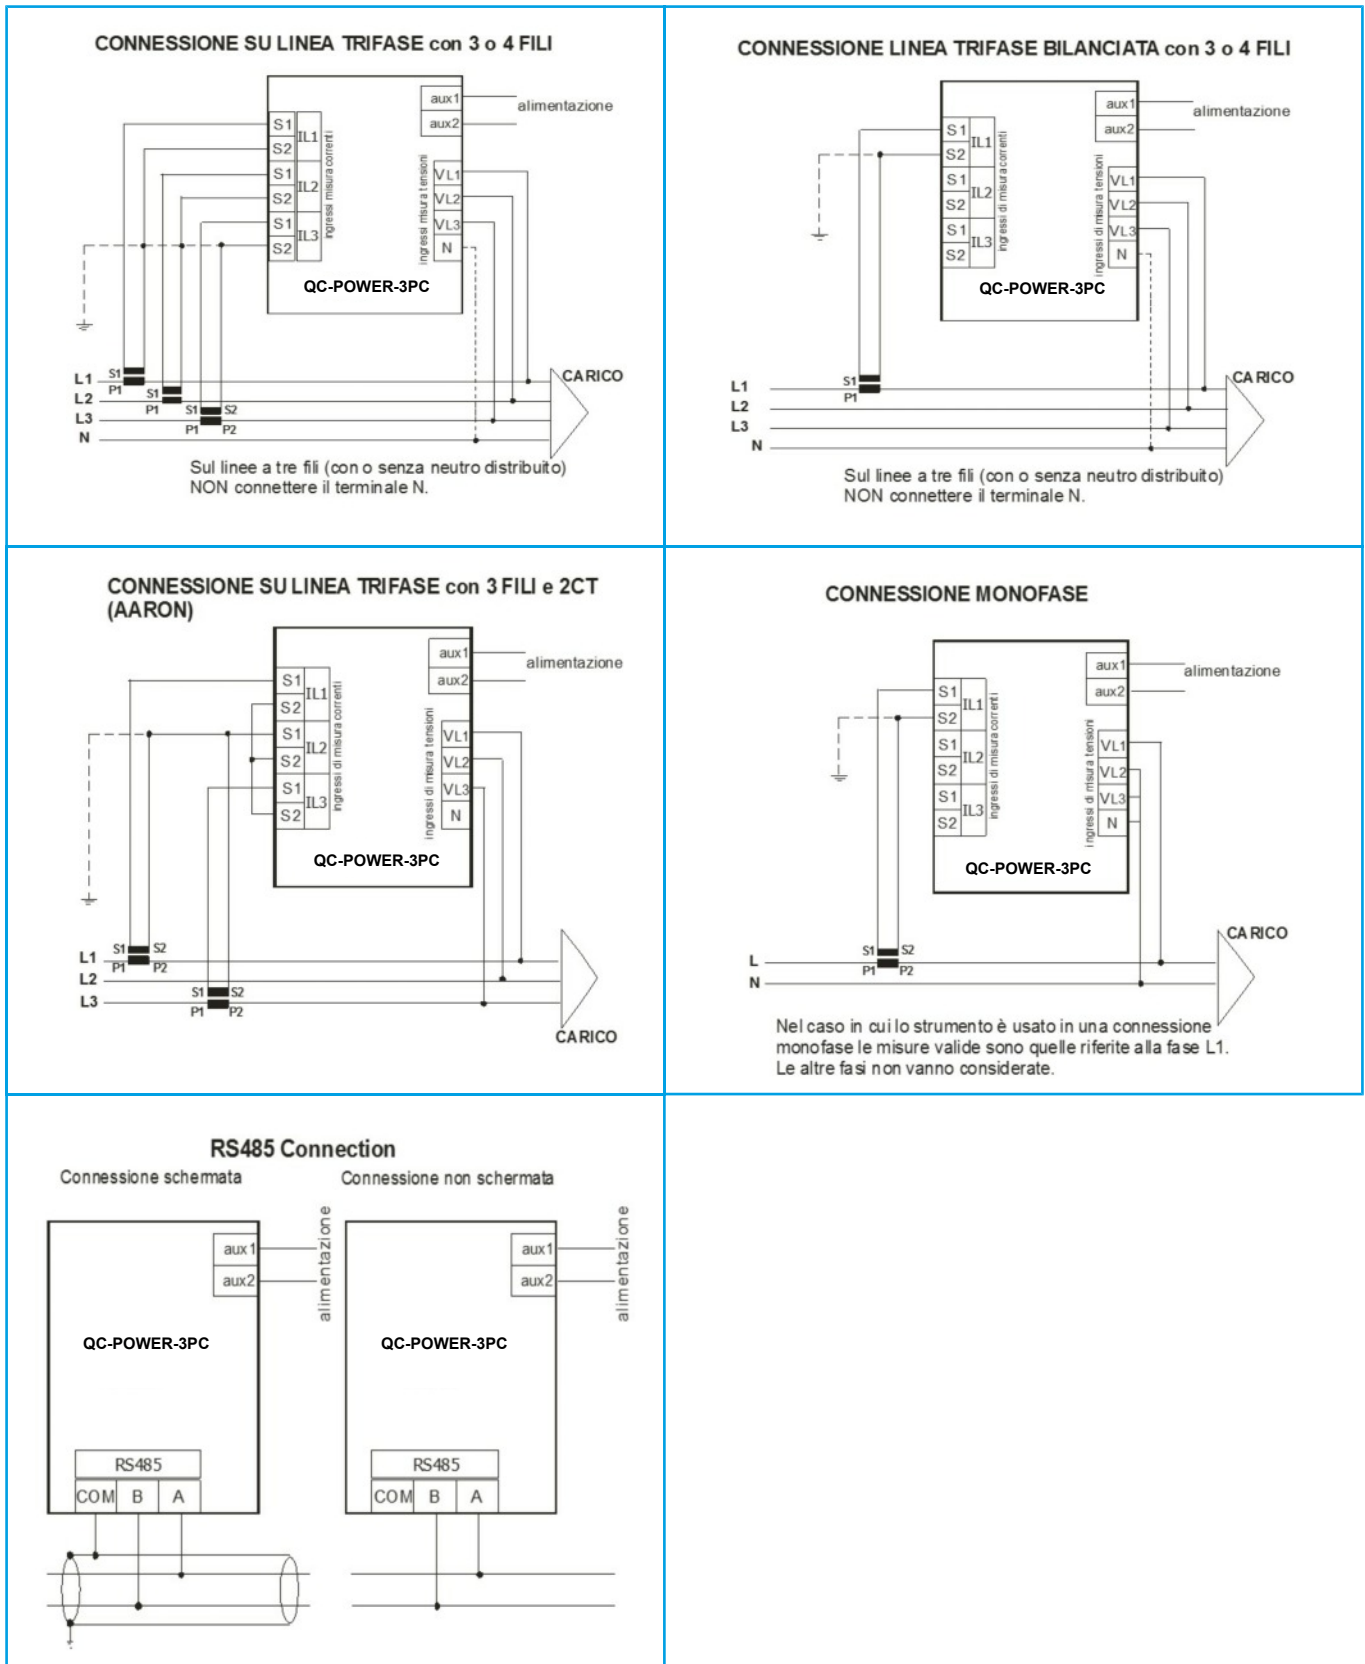 CONNESSIONE SU LINEA TRIFASE con 3 o 4 FILI
aux1
aux2
alimentazione
S1
S2
IL1
S1
S2
IL2
S1
S2
IL3
ingressi misura correnti
ingressi misura tensioni
VL1
VL2
VL3
N
QC-POWER-3PC
L1
L2
L3
N
S1
P1
S1
P1
S1 S2
P1 P2
CARICO
Sul linee a tre fili (con o senza neutro distribuito)
NON connettere il terminale N.
CONNESSIONE LINEA TRIFASE BILANCIATA con 3 o 4 FILI
aux1
aux2
alimentazione
S1
S2
IL1
S1
S2
IL2
S1
S2
IL3
ingressi di misura correnti
ingressi di misura tensioni
VL1
VL2
VL3
N
QC-POWER-3PC
L1
L2
L3
N
S1
P1
CARICO
Sul linee a tre fili (con o senza neutro distribuito)
NON connettere il terminale N.
CONNESSIONE SU LINEA TRIFASE con 3 FILI e 2CT
(AARON)
aux1
aux2
alimentazione
S1
S2
IL1
S1
S2
IL2
S1
S2
IL3
ingressi di misura correnti
ingressi di misura tensioni
VL1
VL2
VL3
N
QC-POWER-3PC
L1
L2
L3
S1 S2
P1 P2
S1 S2
P1 P2
CARICO
CONNESSIONE MONOFASE
aux1
aux2
alimentazione
S1
S2
IL1
S1
S2
IL2
S1
S2
IL3
ingressi di misura correnti
ingressi di misura tensioni
VL1
VL2
VL3
N
QC-POWER-3PC
L
N
S1 S2
P1 P2
CARICO
Nel caso in cui lo strumento è usato in una connessione
monofase le misure valide sono quelle riferite alla fase L1.
Le altre fasi non vanno considerate.
RS485 Connection
Connessione schermata
aux1
aux2
alimentazione
QC-POWER-3PC
RS485
COM B A
Connessione non schermata
aux1
aux2
alimentazione
QC-POWER-3PC
RS485
COM B A